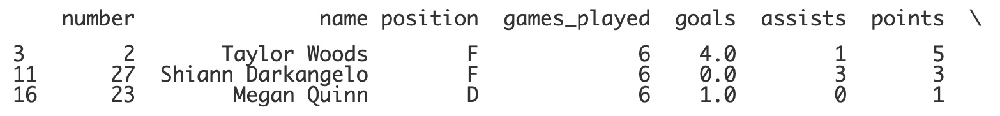 number name position games_played goals assists points \
3 2 Taylor Woods F 6 4.0 1 5
11 27 Shiann Darkangelo F 6 0.0 3 3
16 23 Megan Quinn D 6 1.0 0 1